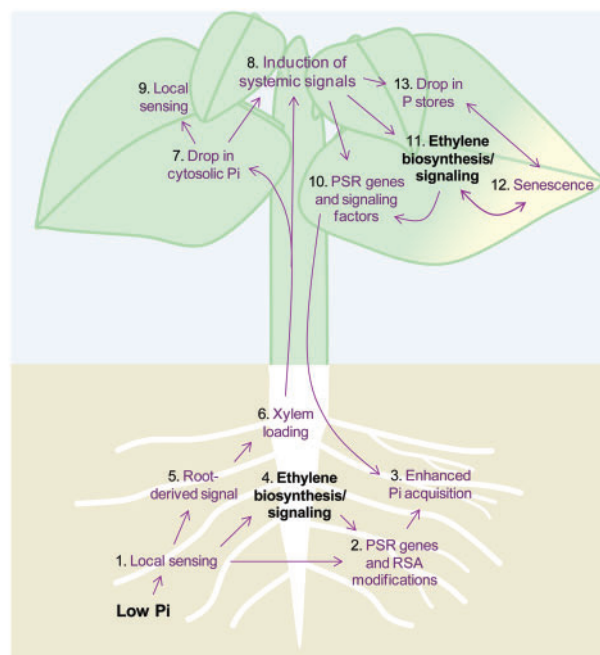 8. Induction of
systemic signals
9. Local
sensing
13. Drop in
P stores
7. Drop in
cytosolic Pi
11. Ethylene
biosynthesis/
signaling
10. PSR genes
and signaling
factors
12. Senescence
6. Xylem
loading
5. Root-
derived signal
4. Ethylene
biosynthesis/
signaling
3. Enhanced
Pi acquisition
1. Local sensing
2. PSR genes
and RSA
modifications
Low Pi